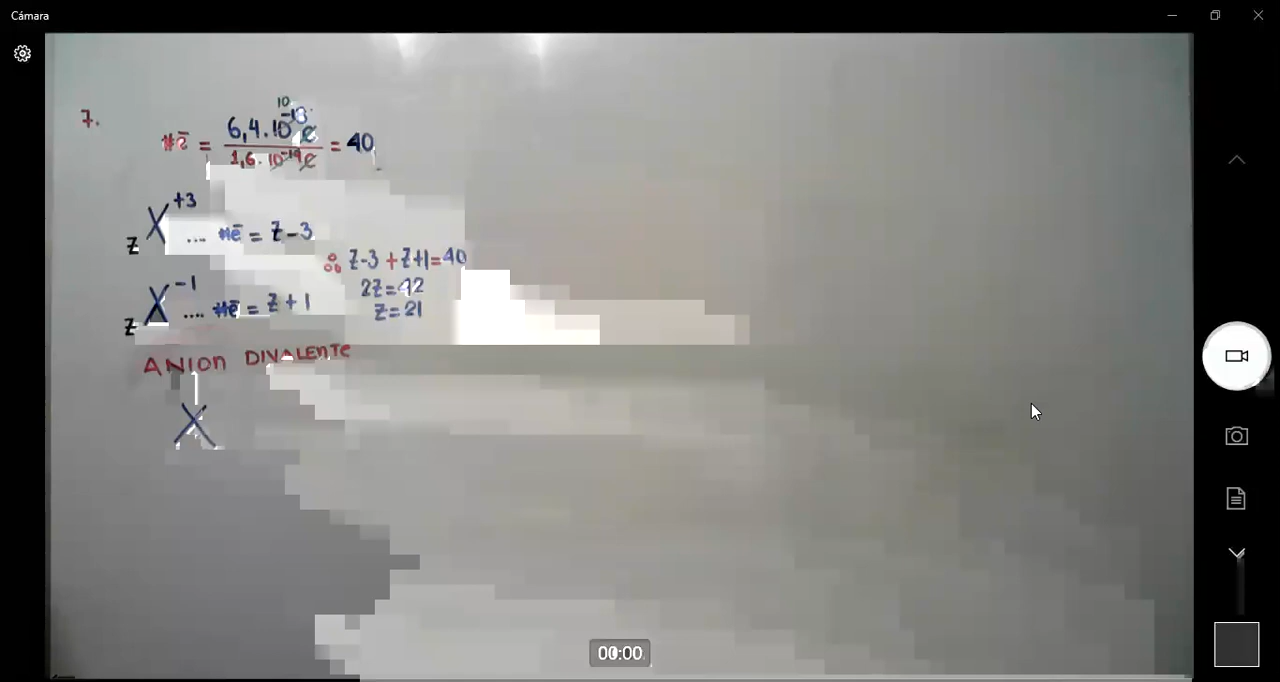 Cámara
7.
10
#ē = 6,4.10⁻¹⁸ c / 1,6.10⁻¹⁹ c = 40
zX⁺³ .... #ē = Z-3
∴ Z-3 + Z+1 = 40
2Z = 42
Z = 21
zX⁻¹ .... #ē = Z + 1
ANION DIVALENTE
X
00:00